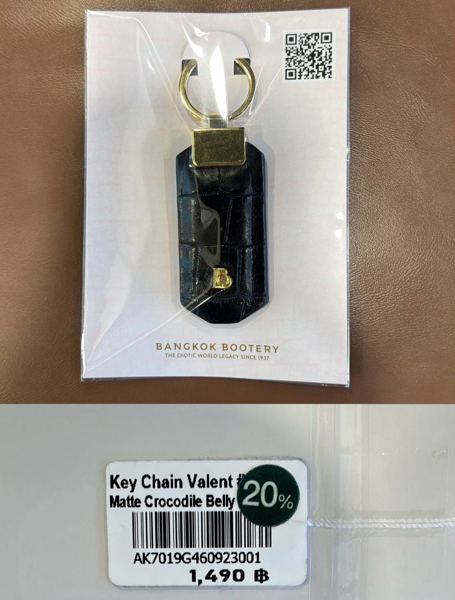 BANGKOK BOOTERY
THE EXOTIC WORLD LEGACY SINCE 1937
Key Chain Valent #
Matte Crocodile Belly
20%
AK7019G460923001
1,490 ฿